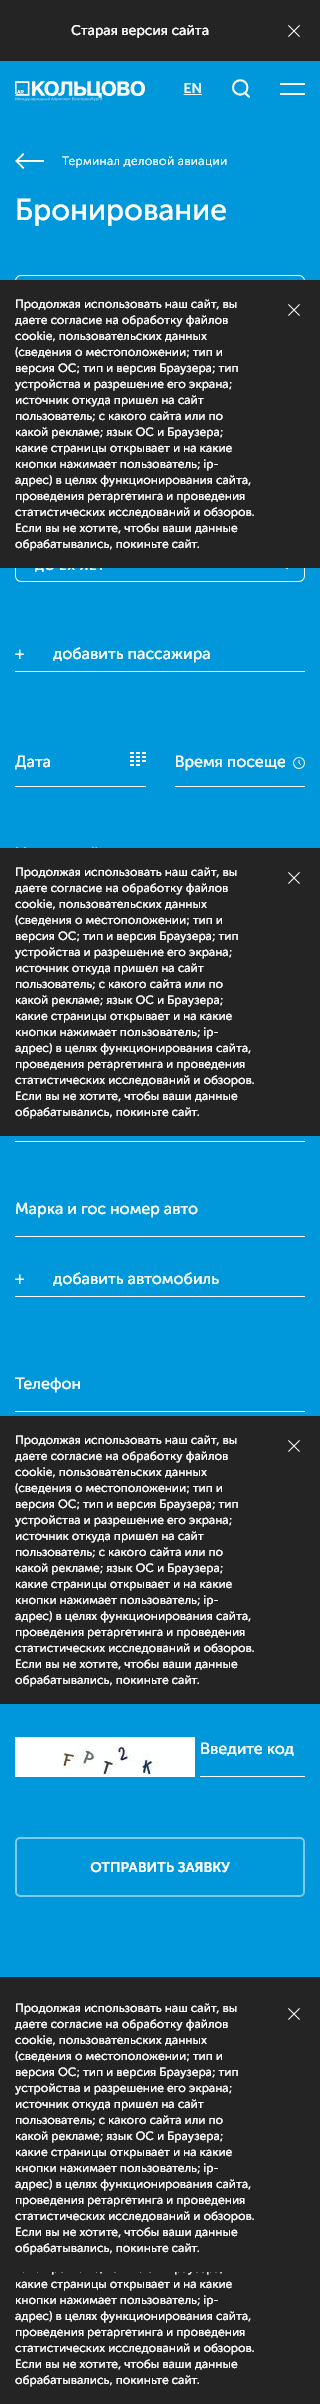 Старая версия сайта
КОЛЬЦОВО
EN
Терминал деловой авиации
Бронирование
Продолжая использовать наш сайт, вы
даете согласие на обработку файлов
cookie, пользовательских данных
(сведения о местоположении; тип и
версия ОС; тип и версия Браузера; тип
устройства и разрешение его экрана;
источник откуда пришел на сайт
пользователь; с какого сайта или по
какой рекламе; язык ОС и Браузера;
какие страницы открывает и на какие
кнопки нажимает пользователь; ip-
адрес) в целях функционирования сайта,
проведения ретаргетинга и проведения
статистических исследований и обзоров.
Если вы не хотите, чтобы ваши данные
обрабатывались, покиньте сайт.
+ добавить пассажира
Дата
Время посеще
Продолжая использовать наш сайт, вы
даете согласие на обработку файлов
cookie, пользовательских данных
(сведения о местоположении; тип и
версия ОС; тип и версия Браузера; тип
устройства и разрешение его экрана;
источник откуда пришел на сайт
пользователь; с какого сайта или по
какой рекламе; язык ОС и Браузера;
какие страницы открывает и на какие
кнопки нажимает пользователь; ip-
адрес) в целях функционирования сайта,
проведения ретаргетинга и проведения
статистических исследований и обзоров.
Если вы не хотите, чтобы ваши данные
обрабатывались, покиньте сайт.
Марка и гос номер авто
+ добавить автомобиль
Телефон
Продолжая использовать наш сайт, вы
даете согласие на обработку файлов
cookie, пользовательских данных
(сведения о местоположении; тип и
версия ОС; тип и версия Браузера; тип
устройства и разрешение его экрана;
источник откуда пришел на сайт
пользователь; с какого сайта или по
какой рекламе; язык ОС и Браузера;
какие страницы открывает и на какие
кнопки нажимает пользователь; ip-
адрес) в целях функционирования сайта,
проведения ретаргетинга и проведения
статистических исследований и обзоров.
Если вы не хотите, чтобы ваши данные
обрабатывались, покиньте сайт.
F P T 2 K
Введите код
ОТПРАВИТЬ ЗАЯВКУ
Продолжая использовать наш сайт, вы
даете согласие на обработку файлов
cookie, пользовательских данных
(сведения о местоположении; тип и
версия ОС; тип и версия Браузера; тип
устройства и разрешение его экрана;
источник откуда пришел на сайт
пользователь; с какого сайта или по
какой рекламе; язык ОС и Браузера;
какие страницы открывает и на какие
кнопки нажимает пользователь; ip-
адрес) в целях функционирования сайта,
проведения ретаргетинга и проведения
статистических исследований и обзоров.
Если вы не хотите, чтобы ваши данные
обрабатывались, покиньте сайт.
какие страницы открывает и на какие
кнопки нажимает пользователь; ip-
адрес) в целях функционирования сайта,
проведения ретаргетинга и проведения
статистических исследований и обзоров.
Если вы не хотите, чтобы ваши данные
обрабатывались, покиньте сайт.